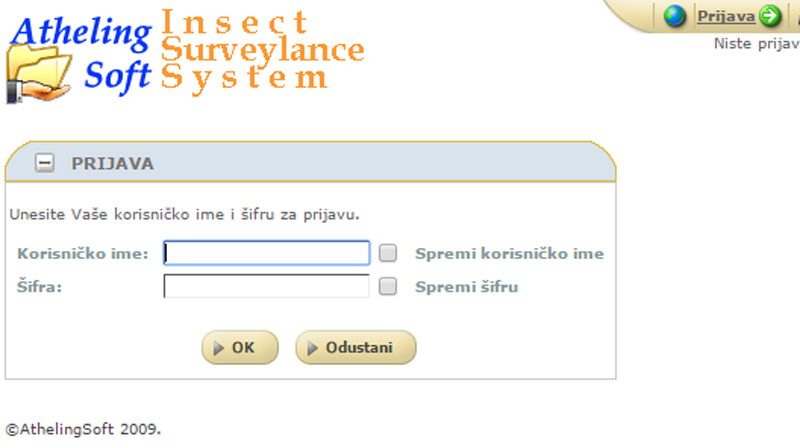 Atheling Soft
Insect
Surveylance
System
Prijava
Niste prijav
PRIJAVA
Unesite Vaše korisničko ime i šifru za prijavu.
Korisničko ime:
Spremi korisničko ime
Šifra:
Spremi šifru
OK
Odustani
©AthelingSoft 2009.